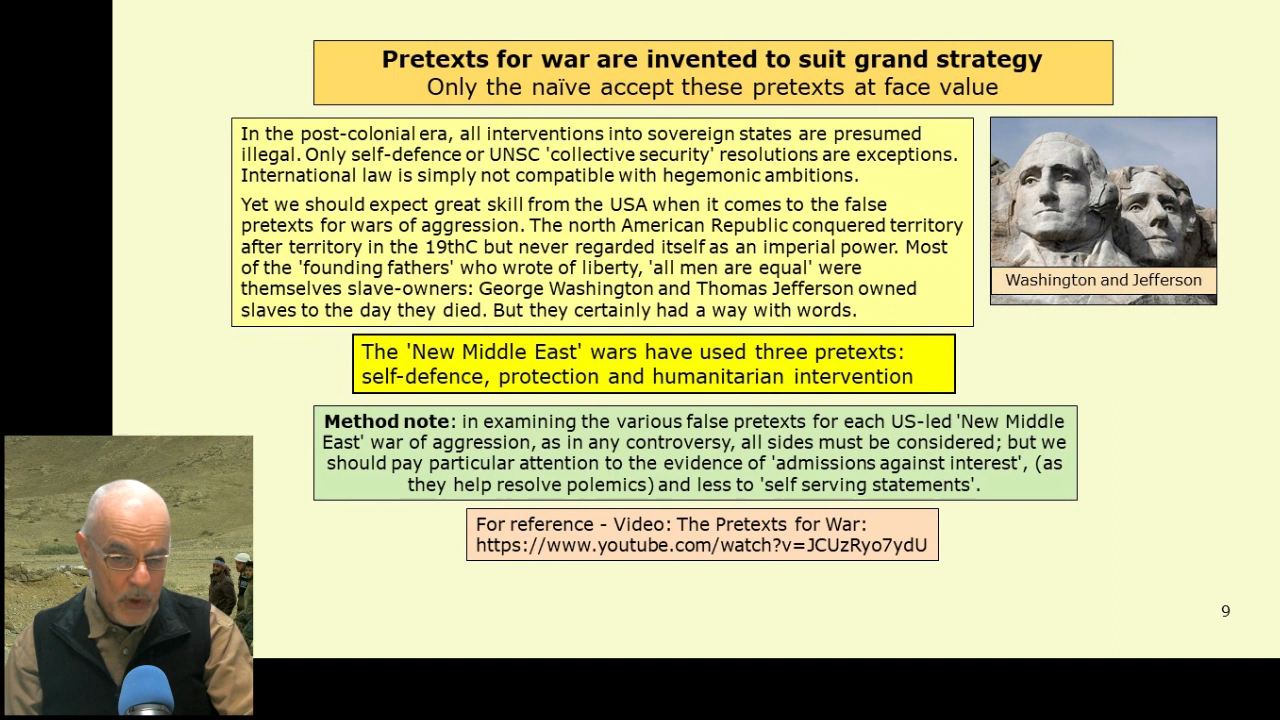 Pretexts for war are invented to suit grand strategy
Only the naïve accept these pretexts at face value
In the post-colonial era, all interventions into sovereign states are presumed
illegal. Only self-defence or UNSC 'collective security' resolutions are exceptions.
International law is simply not compatible with hegemonic ambitions.
Yet we should expect great skill from the USA when it comes to the false
pretexts for wars of aggression. The north American Republic conquered territory
after territory in the 19thC but never regarded itself as an imperial power. Most
of the 'founding fathers' who wrote of liberty, 'all men are equal' were
themselves slave-owners: George Washington and Thomas Jefferson owned
slaves to the day they died. But they certainly had a way with words.
Washington and Jefferson
The 'New Middle East' wars have used three pretexts:
self-defence, protection and humanitarian intervention
Method note: in examining the various false pretexts for each US-led 'New Middle
East' war of aggression, as in any controversy, all sides must be considered; but we
should pay particular attention to the evidence of 'admissions against interest', (as
they help resolve polemics) and less to 'self serving statements'.
For reference - Video: The Pretexts for War:
https://www.youtube.com/watch?v=JCUzRyo7ydU
9